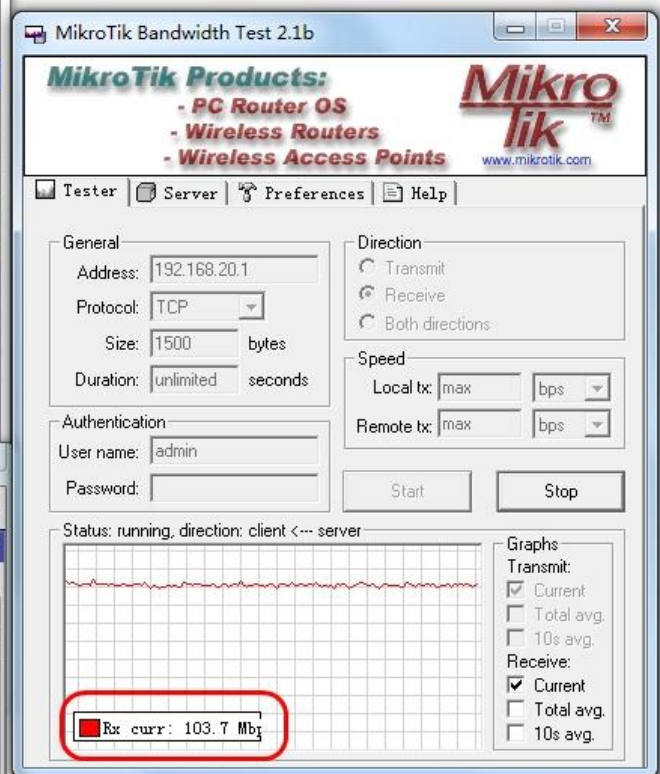 MikroTik Bandwidth Test 2.1b
MikroTik Products:
- PC Router OS
- Wireless Routers
- Wireless Access Points
Mikro
Tik
TM
www.mikrotik.com
Tester Server Preferences Help
General
Address: 192.168.20.1
Protocol: TCP
Size: 1500 bytes
Duration: unlimited seconds
Direction
Transmit
Receive
Both directions
Speed
Local tx: max bps
Remote tx: max bps
Authentication
User name: admin
Password:
Start Stop
Status: running, direction: client <--- server
Rx curr: 103.7 Mb
Graphs
Transmit:
Current
Total avg.
10s avg.
Receive:
Current
Total avg.
10s avg.